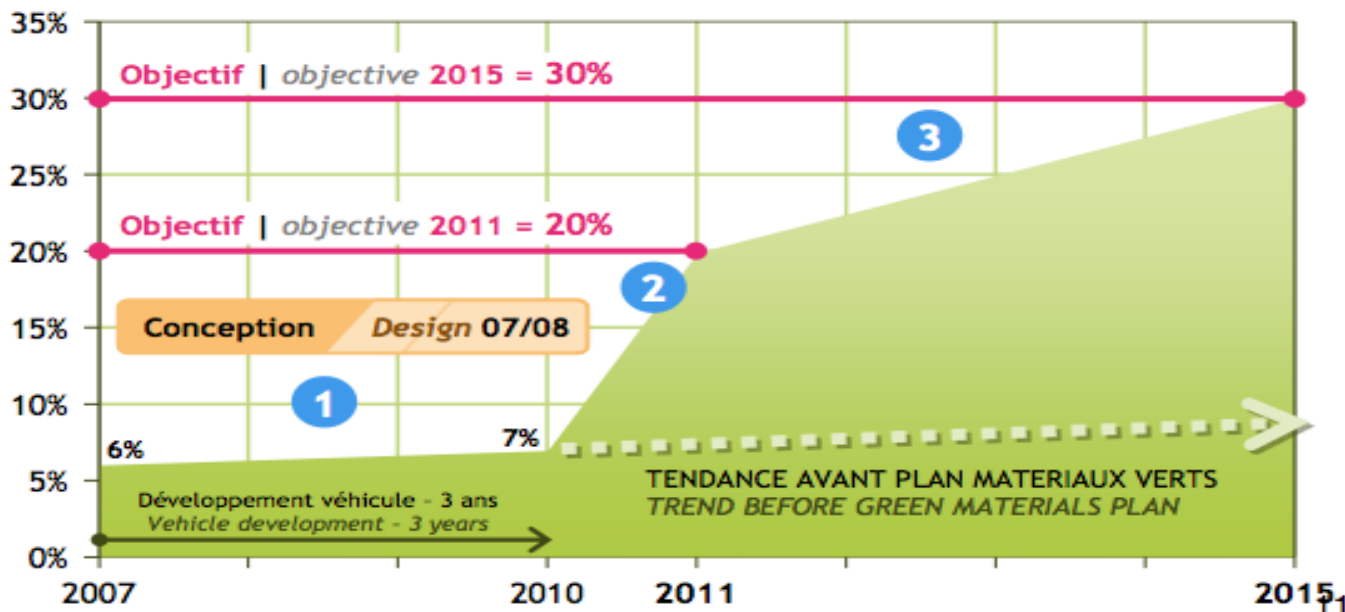 35%
Objectif | objective 2015 = 30%
30%
3
25%
Objectif | objective 2011 = 20%
20%
2
Conception Design 07/08
15%
1
10%
6%
7%
5%
TENDANCE AVANT PLAN MATERIAUX VERTS
TREND BEFORE GREEN MATERIALS PLAN
Développement véhicule - 3 ans
Vehicle development - 3 years
0%
2007 2010 2011 2015
11